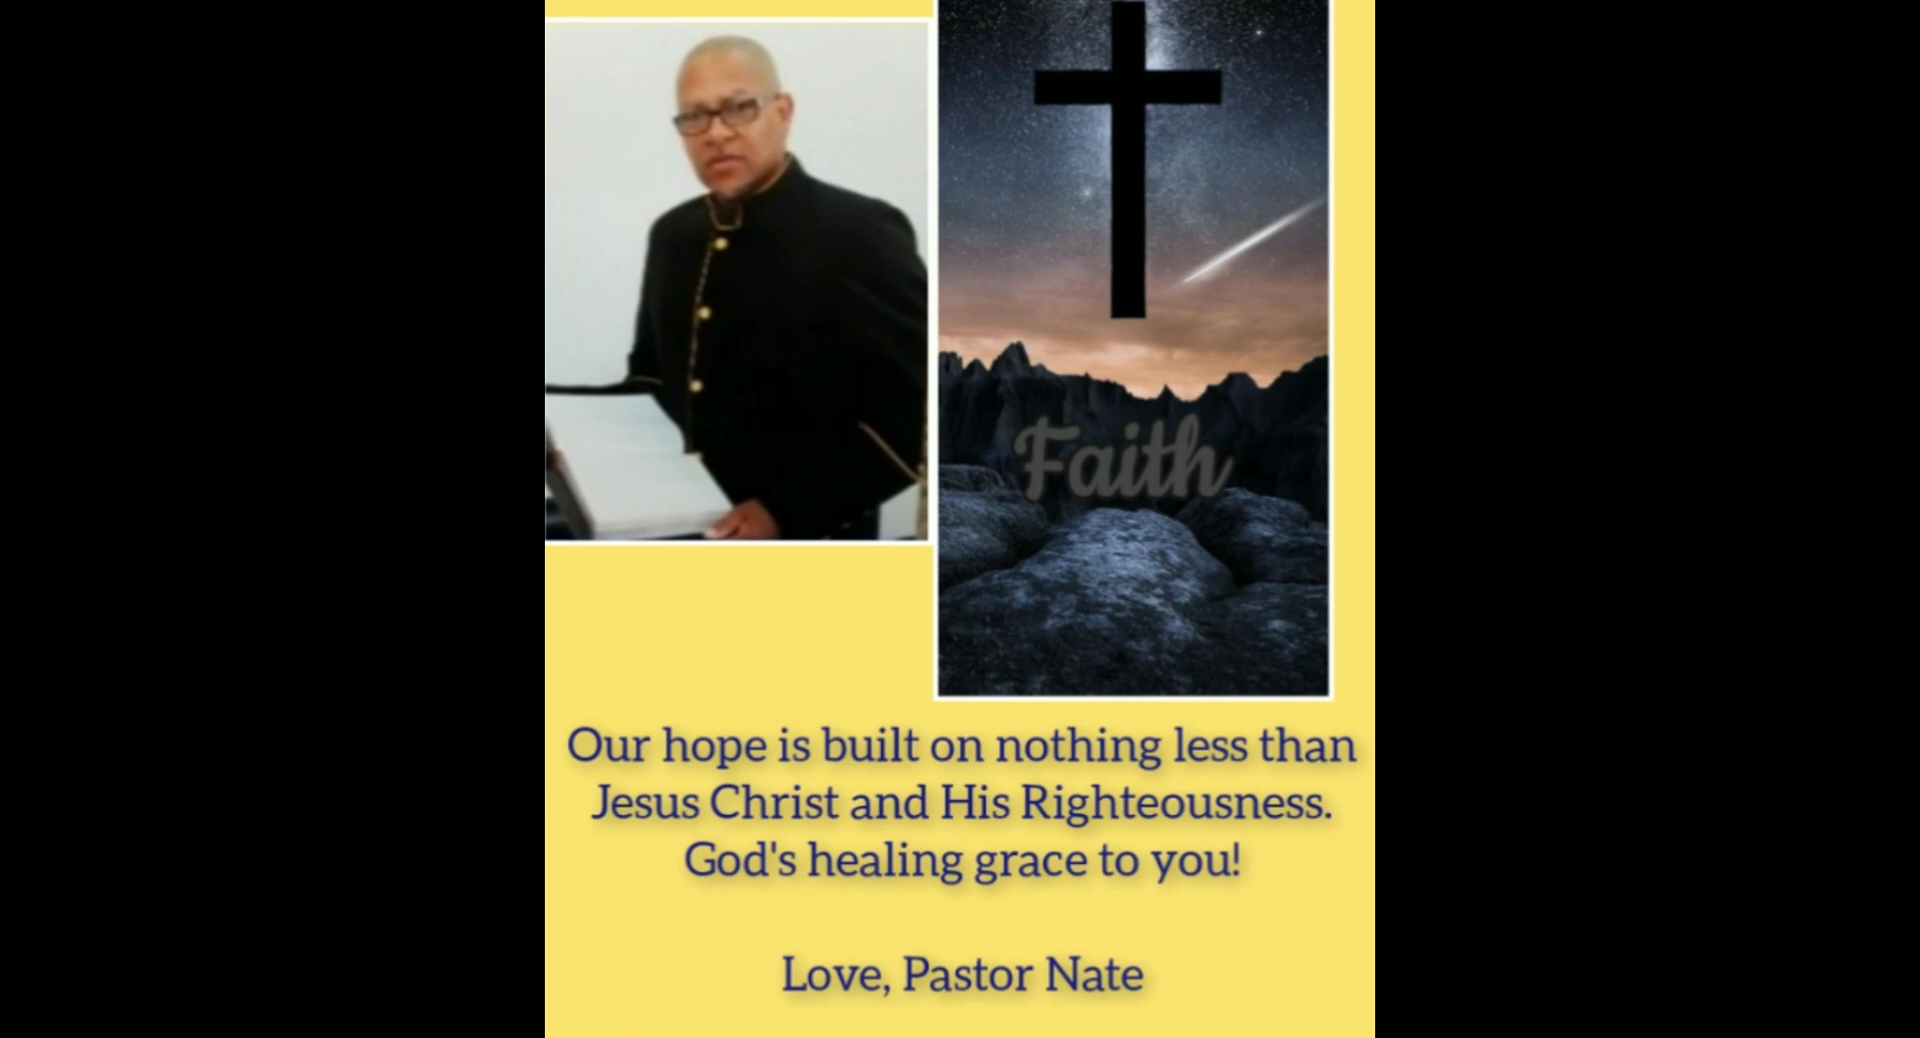 Faith
Our hope is built on nothing less than
Jesus Christ and His Righteousness.
God's healing grace to you!
Love, Pastor Nate